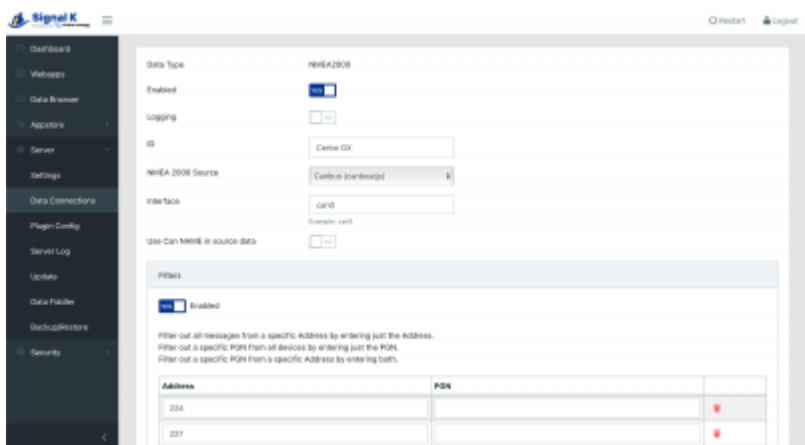 Signal K
Restart
Logout
Dashboard
Webapps
Data Browser
Appstore
Server
Settings
Data Connections
Plugin Config
Server Log
Update
Data Fiddler
Backup/Restore
Security
Data Type NMEA2000
Enabled YES
Logging NO
ID Cerbo GX
NMEA 2000 Source Canbus (canboatjs)
Interface can0
Example: can0
Use Can NAME in source data NO
Filters
YES Enabled
Filter out all messages from a specific Address by entering just the Address.
Filter out a specific PGN from all devices by entering just the PGN.
Filter out a specific PGN from a specific Address by entering both.
Address PGN
224
227